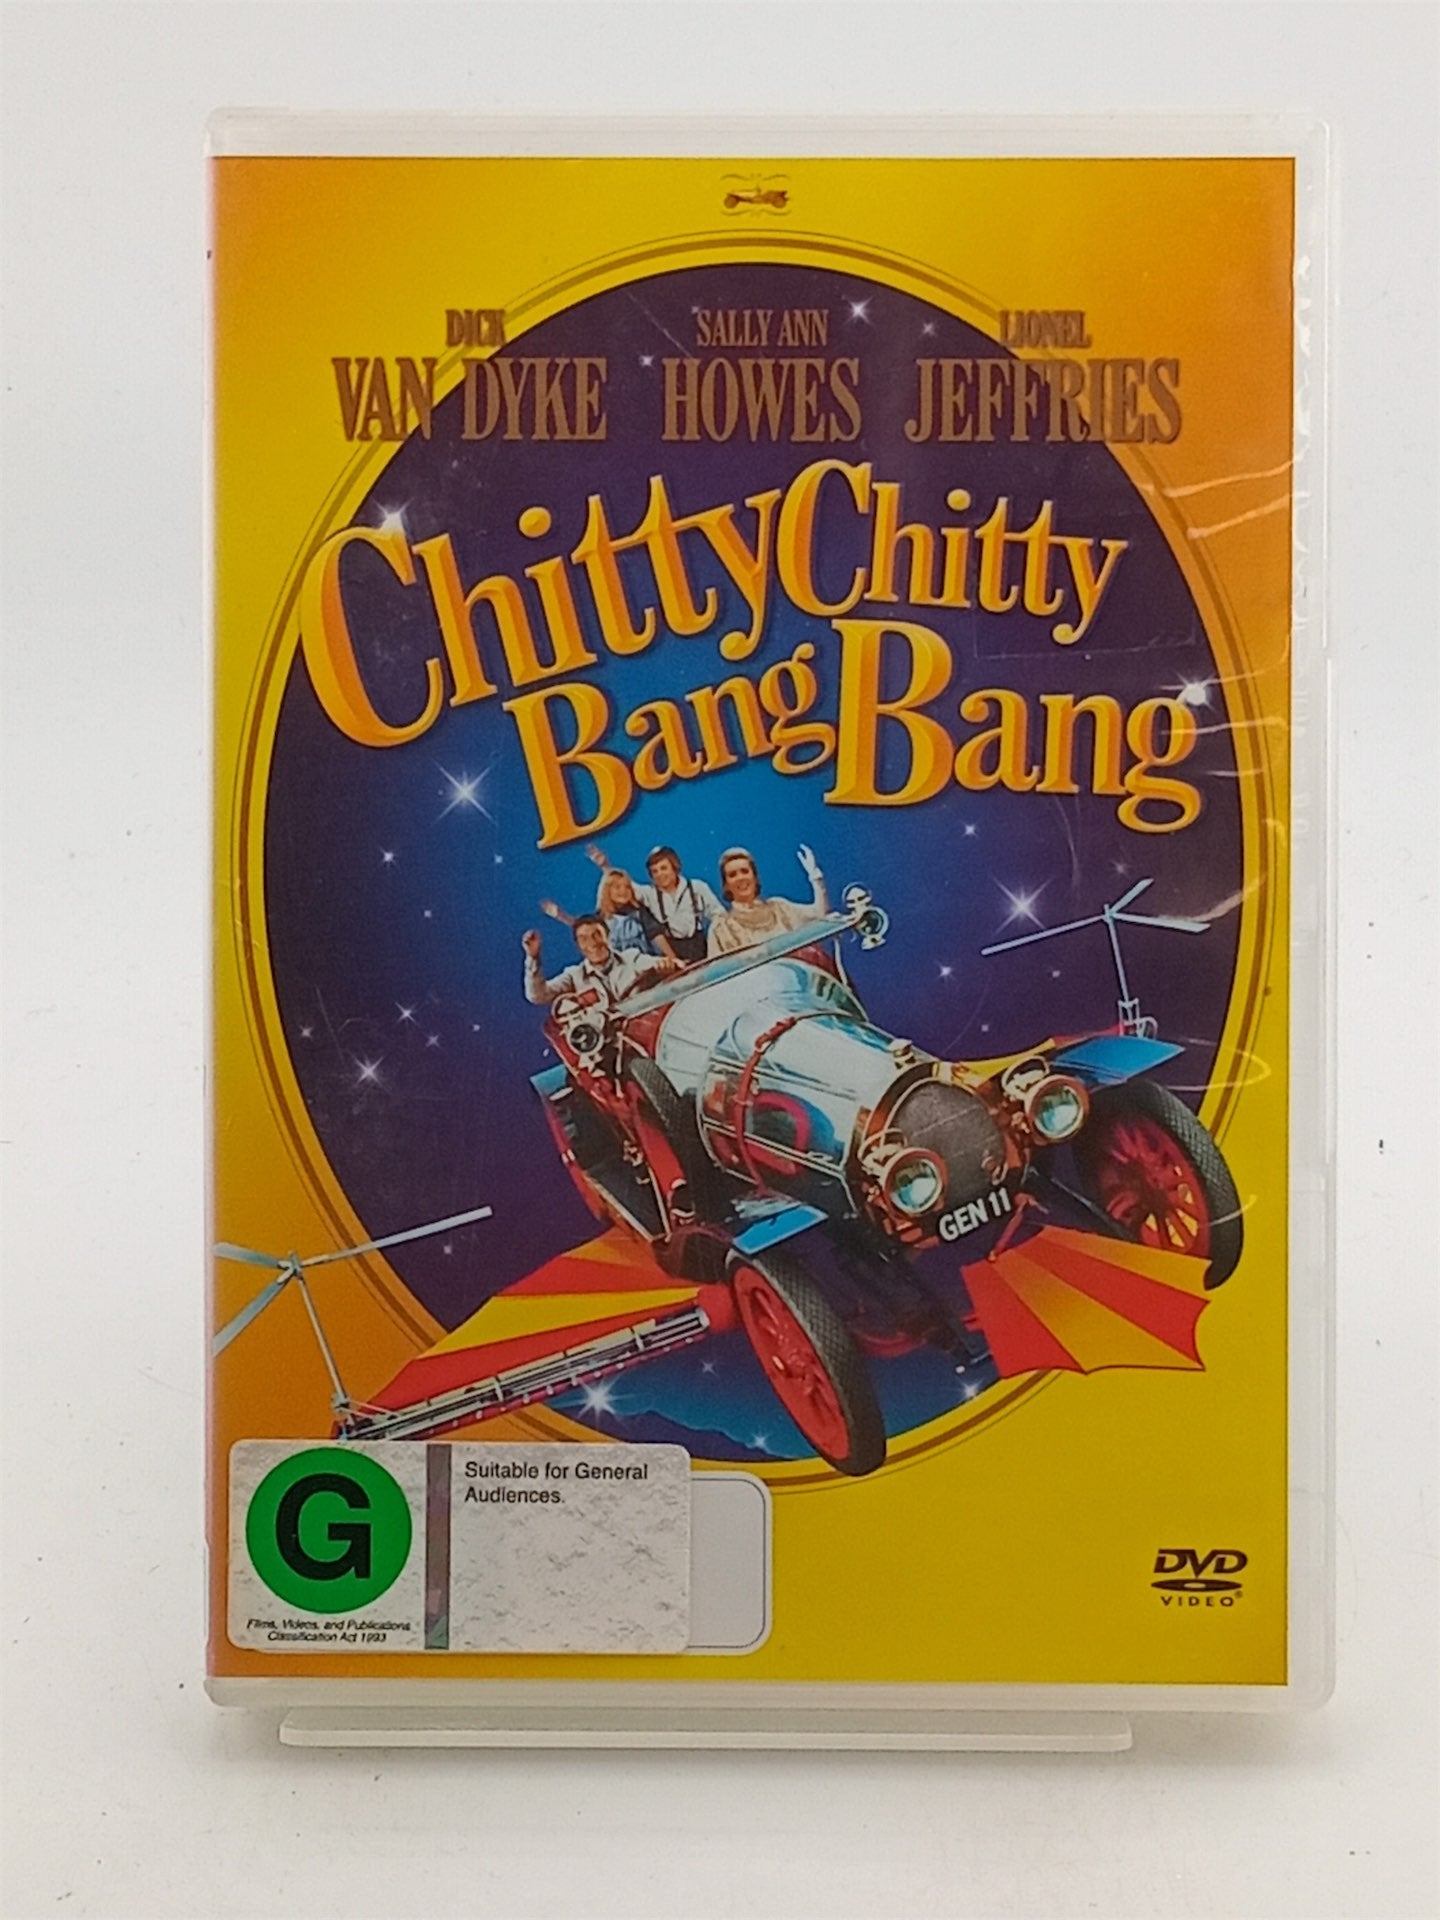 DICK SALLY ANN LIONEL
VAN DYKE HOWES JEFFRIES
Chitty Chitty
Bang Bang
GEN 11
G
Suitable for General
Audiences.
Films, Videos, and Publications
Classification Act 1993
DVD
VIDEO